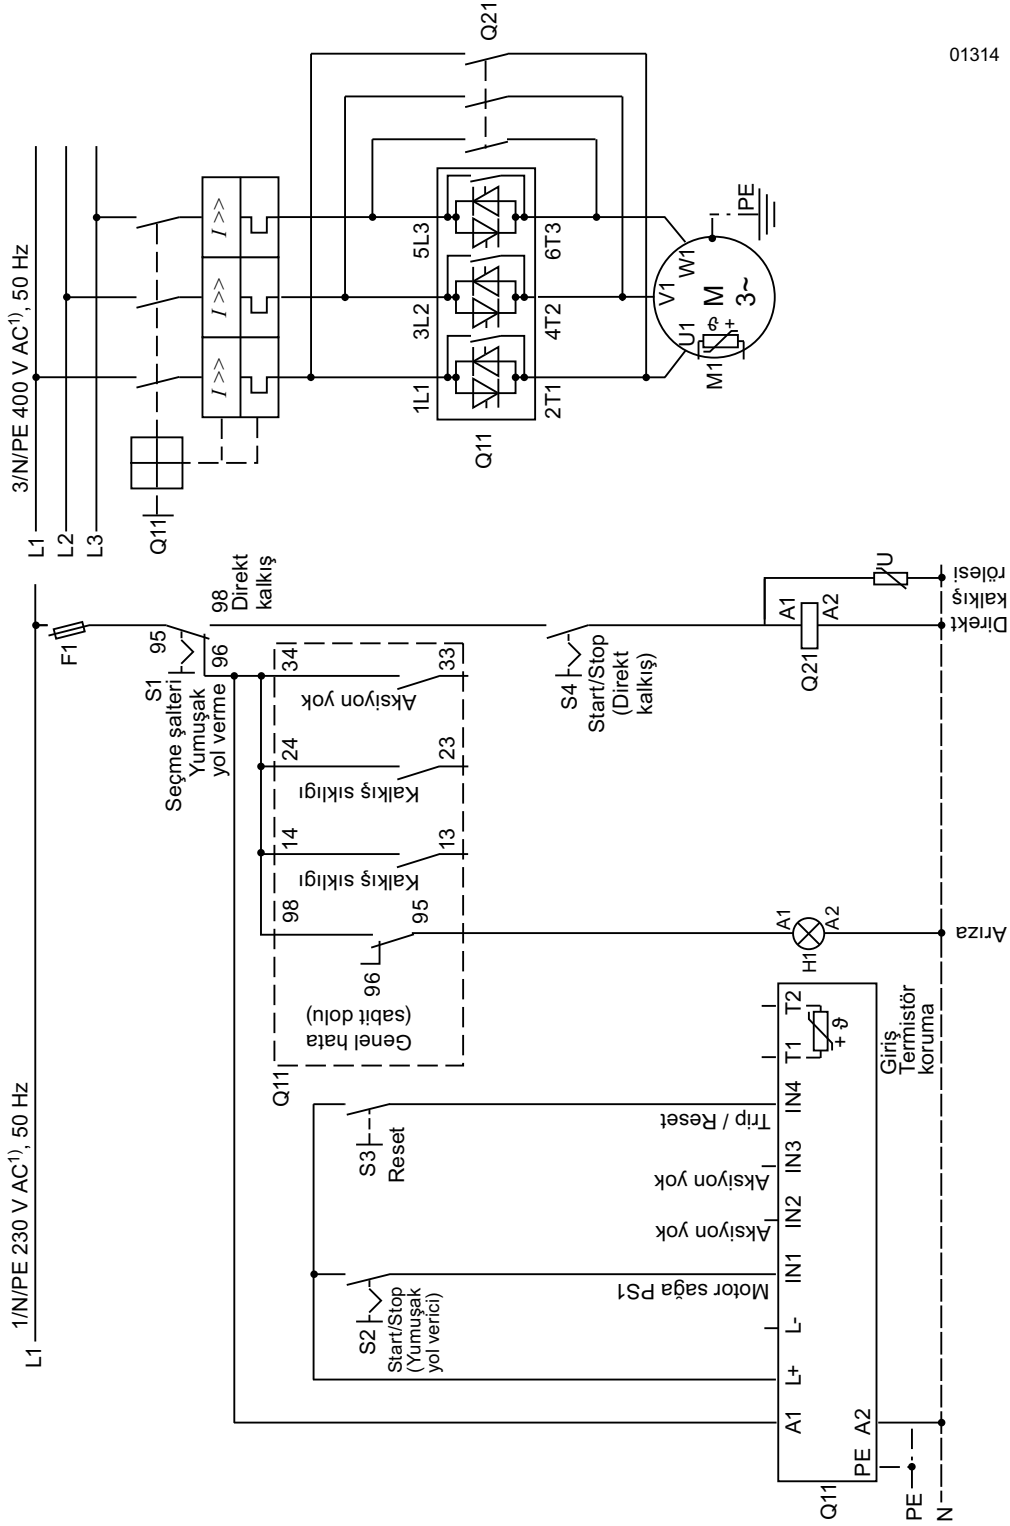 01314
3/N/PE 400 V AC1), 50 Hz
L1
L2
L3
Q11
I >>
I >>
I >>
Q21
1L1
3L2
5L3
Q11
2T1
4T2
6T3
U1
V1
W1
M
3~
M1
ϑ +
PE
1/N/PE 230 V AC1), 50 Hz
L1
F1
95
96
98
Direkt
kalkış
S1
Seçme şalteri
Yumuşak
yol verme
Q11
98
14
24
34
96
95
13
23
33
Genel hata
(sabit dolu)
Kalkış sıklıgı
Kalkış sıklıgı
Aksiyon yok
S4
Start/Stop
(Direkt
kalkış)
S2
Start/Stop
(Yumuşak
yol verici)
S3
Reset
Motor sağa PS1
Aksiyon yok
Aksiyon yok
Trip / Reset
A1
L+
L-
IN1
IN2
IN3
IN4
T1
T2
+ ϑ
PE
A2
Q11
Giriş
Termistör
koruma
H1
A1
A2
Q21
A1
A2
U
PE
N
Arıza
Direkt
kalkış
rölesi